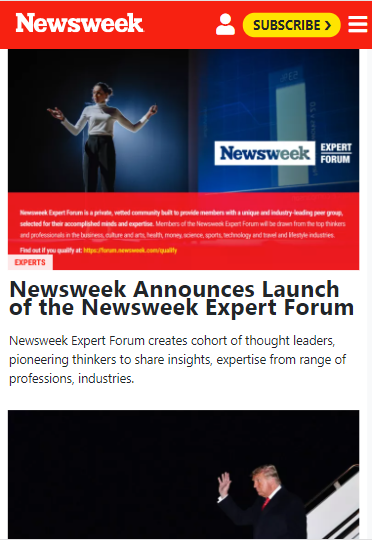 Newsweek
SUBSCRIBE >
Newsweek
EXPERT
FORUM
Newsweek Expert Forum is a private, vetted community built to provide members with a unique and industry-leading peer group,
selected for their accomplished minds and expertise. Members of the Newsweek Expert Forum will be drawn from the top thinkers
and professionals in the business, culture and arts, health, money, science, sports, technology and travel and lifestyle industries.
Find out if you qualify at: https://forum.newsweek.com/qualify
EXPERTS
Newsweek Announces Launch
of the Newsweek Expert Forum
Newsweek Expert Forum creates cohort of thought leaders,
pioneering thinkers to share insights, expertise from range of
professions, industries.